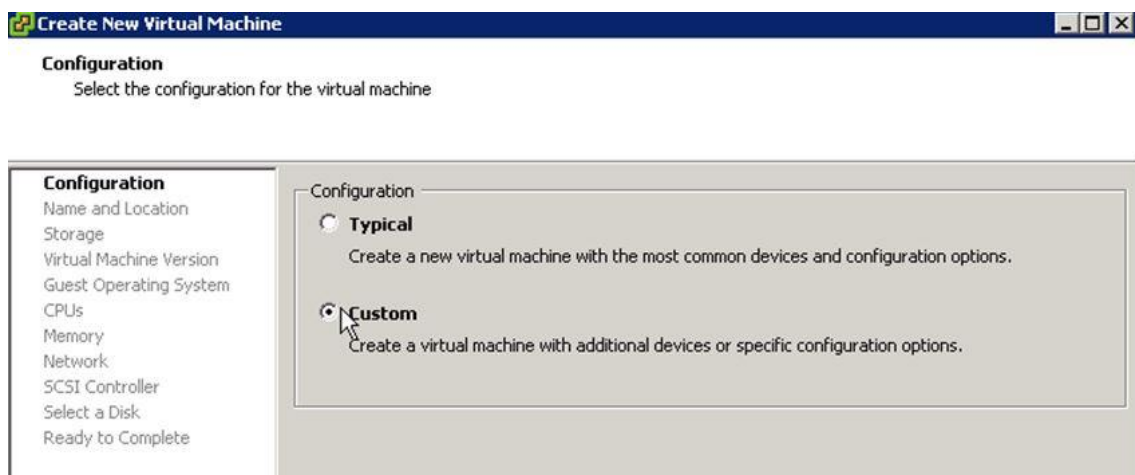 Create New Virtual Machine
Configuration
Select the configuration for the virtual machine
Configuration
Name and Location
Storage
Virtual Machine Version
Guest Operating System
CPUs
Memory
Network
SCSI Controller
Select a Disk
Ready to Complete
Configuration
Typical
Create a new virtual machine with the most common devices and configuration options.
Custom
Create a virtual machine with additional devices or specific configuration options.